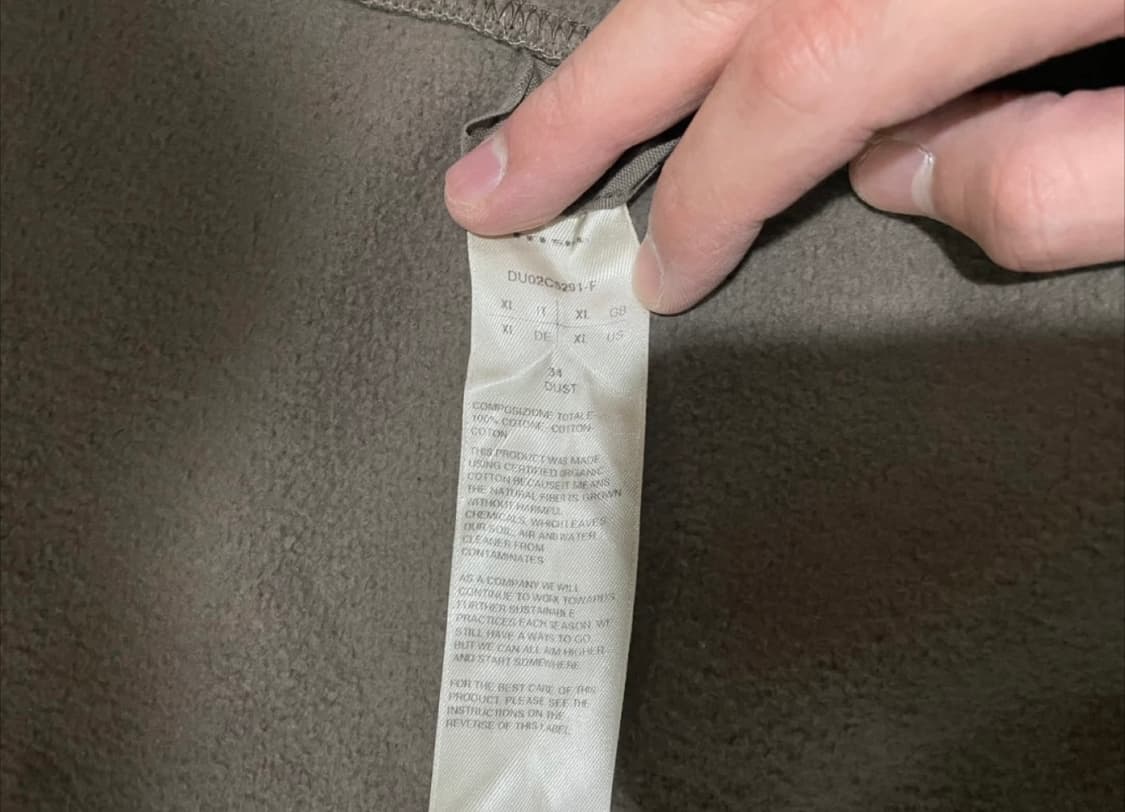 DU02C5291-F
XL IT XL GB
XL DE XL US
34
DUST
COMPOSIZIONE TOTALE
100% COTONE - COTTON-
COTON
THIS PRODUCT WAS MADE
USING CERTIFIED ORGANIC
COTTON BECAUSE IT MEANS
THE NATURAL FIBER IS GROWN
WITHOUT HARMFUL
CHEMICALS, WHICH LEAVES
OUR SOIL, AIR AND WATER
CLEANER FROM
CONTAMINATES
AS A COMPANY WE WILL
CONTINUE TO WORK TOWARDS
FURTHER SUSTAINABLE
PRACTICES EACH SEASON. WE
STILL HAVE A WAYS TO GO,
BUT WE CAN ALL AIM HIGHER
AND START SOMEWHERE
FOR THE BEST CARE OF THIS
PRODUCT, PLEASE SEE THE
INSTRUCTIONS ON THE
REVERSE OF THIS LABEL